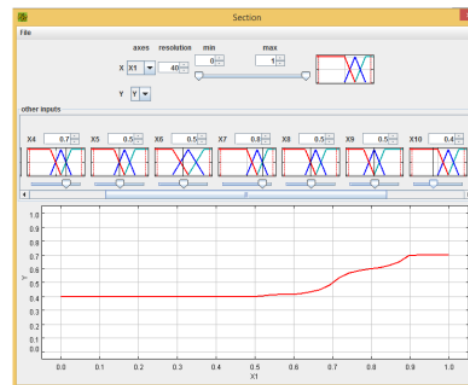 Section
File
axes resolution min max
X X1 40 0 1
Y Y
other inputs
X4 0.7 X5 0.5 X6 0.5 X7 0.8 X8 0.5 X9 0.5 X10 0.4
1.0
0.9
0.8
0.7
0.6
0.5
0.4
0.3
0.2
0.1
0.0
Y
0.0 0.1 0.2 0.3 0.4 0.5 0.6 0.7 0.8 0.9 1.0
X1